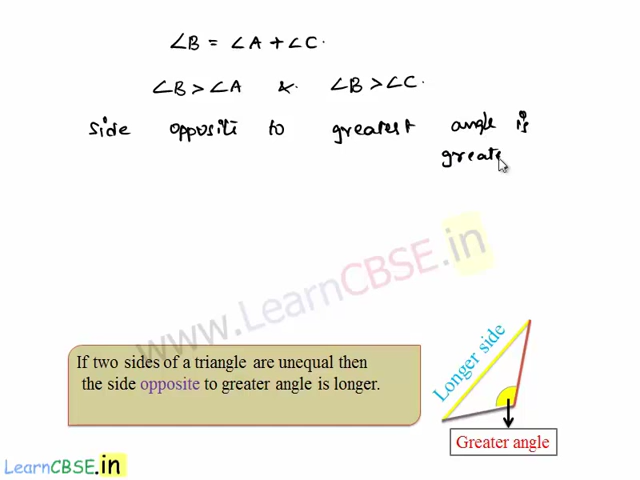 ∠B = ∠A + ∠C.
∠B > ∠A & ∠B > ∠C.
Side opposite to greatest angle is
greate
www.LearnCBSE.in
Longer side
If two sides of a triangle are unequal then
the side opposite to greater angle is longer.
Greater angle
LearnCBSE.in